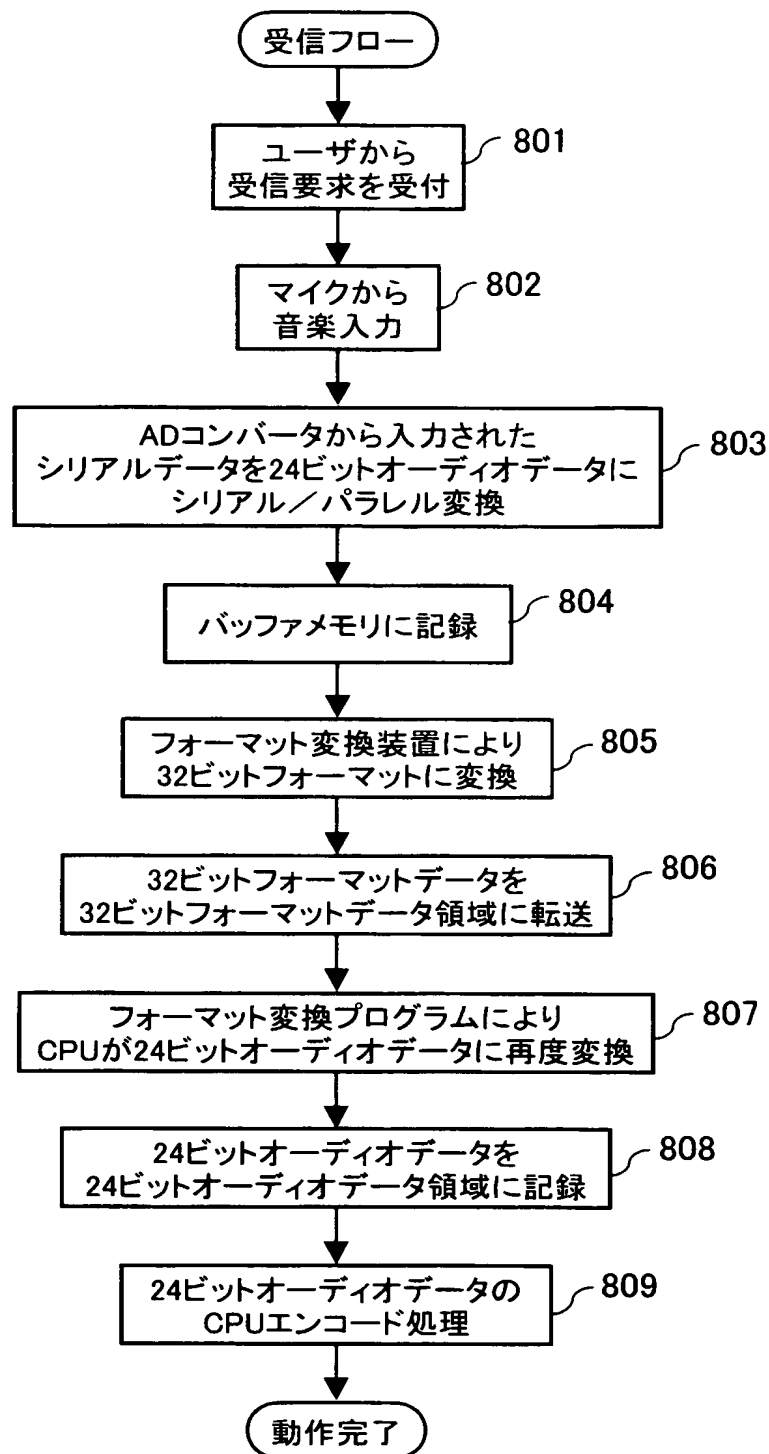 受信フロー
ユーザから
受信要求を受付
801
マイクから
音楽入力
802
ADコンバータから入力された
シリアルデータを24ビットオーディオデータに
シリアル／パラレル変換
803
バッファメモリに記録
804
フォーマット変換装置により
32ビットフォーマットに変換
805
32ビットフォーマットデータを
32ビットフォーマットデータ領域に転送
806
フォーマット変換プログラムにより
CPUが24ビットオーディオデータに再度変換
807
24ビットオーディオデータを
24ビットオーディオデータ領域に記録
808
24ビットオーディオデータの
CPUエンコード処理
809
動作完了